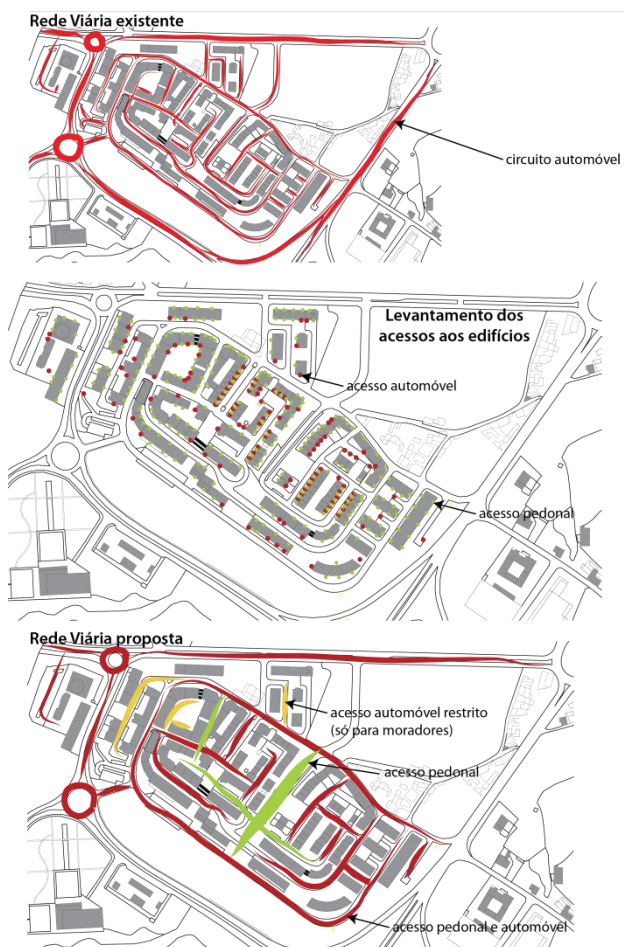 Rede Viária existente
circuito automóvel
Levantamento dos
acessos aos edifícios
acesso automóvel
acesso pedonal
Rede Viária proposta
acesso automóvel restrito
(só para moradores)
acesso pedonal
acesso pedonal e automóvel